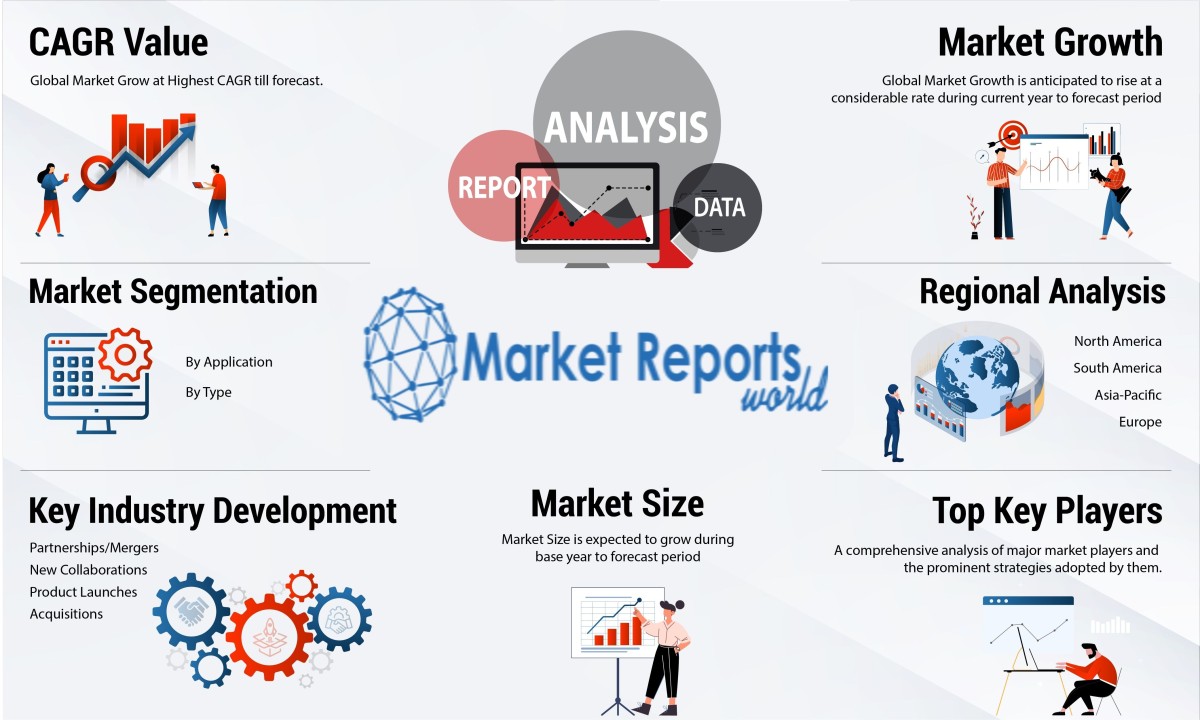 CAGR Value
Global Market Grow at Highest CAGR till forecast.
ANALYSIS
REPORT
DATA
Market Growth
Global Market Growth is anticipated to rise at a
considerable rate during current year to forecast period
Market Segmentation
By Application
By Type
Market Reports
world
Regional Analysis
North America
South America
Asia-Pacific
Europe
Key Industry Development
Partnerships/Mergers
New Collaborations
Product Launches
Acquisitions
Market Size
Market Size is expected to grow during
base year to forecast period
Top Key Players
A comprehensive analysis of major market players and
the prominent strategies adopted by them.